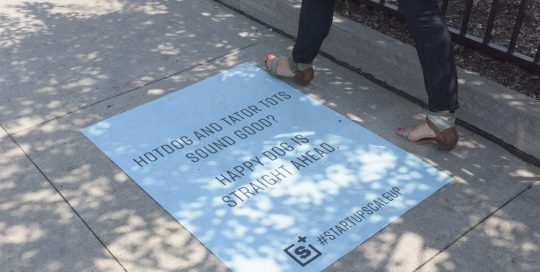 HOTDOG AND TATOR TOTS
SOUND GOOD?
HAPPY DOG IS
STRAIGHT AHEAD.
S+
#STARTUPSCALEUP